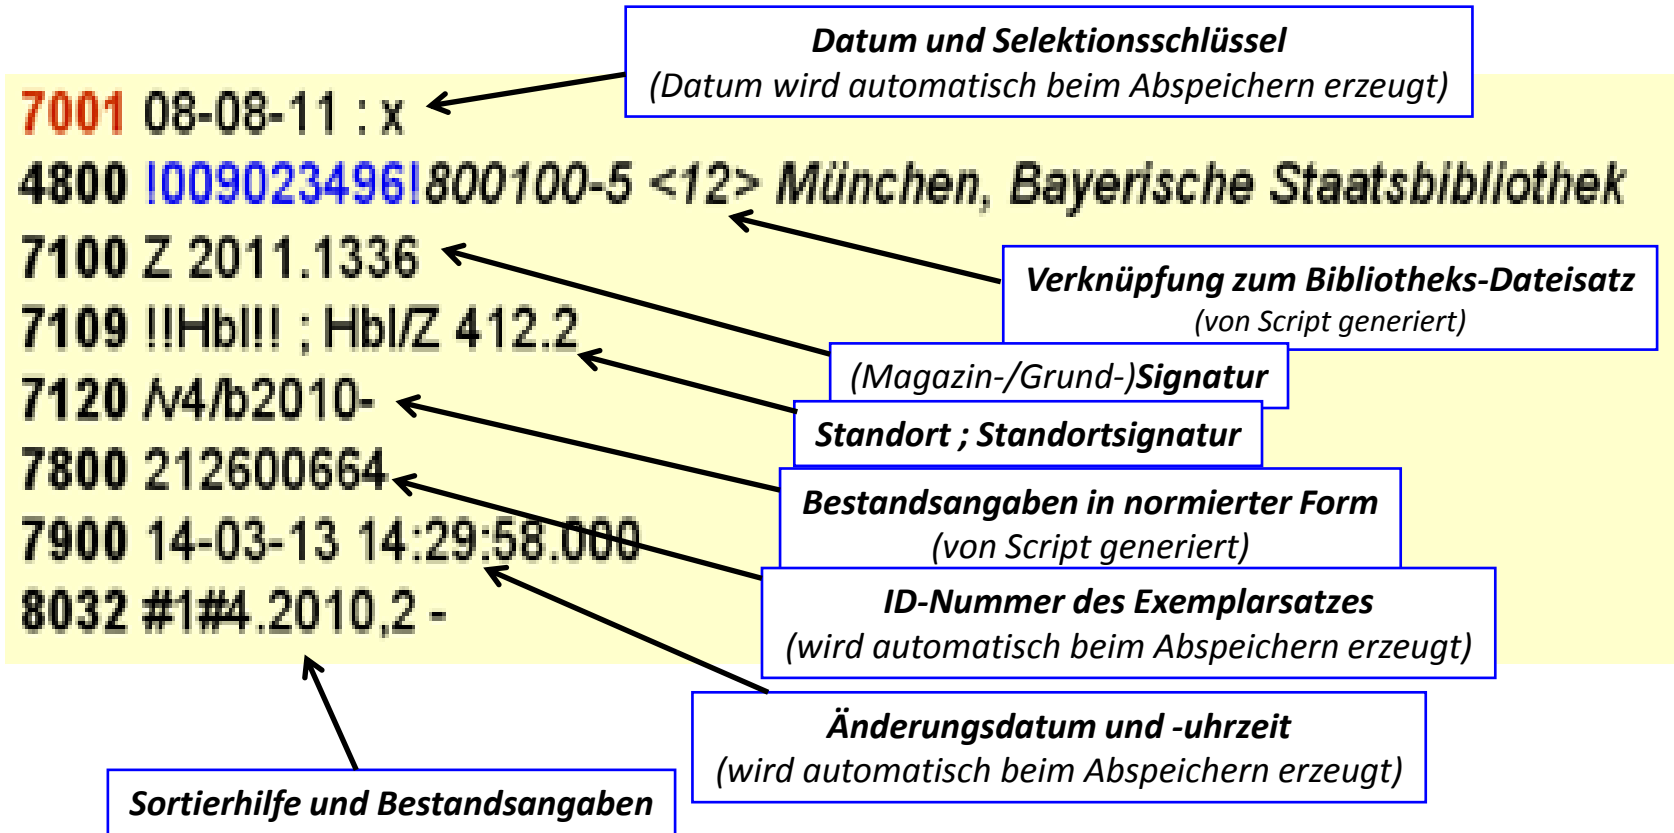 Datum und Selektionsschlüssel
(Datum wird automatisch beim Abspeichern erzeugt)
7001 08-08-11 : x
4800 !009023496!800100-5 <12> München, Bayerische Staatsbibliothek
7100 Z 2011.1336
Verknüpfung zum Bibliotheks-Dateisatz
(von Script generiert)
7109 !!Hbl!! ; Hbl/Z 412.2
(Magazin-/Grund-)Signatur
7120 /v4/b2010-
Standort ; Standortsignatur
7800 212600664
Bestandsangaben in normierter Form
(von Script generiert)
7900 14-03-13 14:29:58.000
8032 #1#4.2010,2 -
ID-Nummer des Exemplarsatzes
(wird automatisch beim Abspeichern erzeugt)
Änderungsdatum und -uhrzeit
(wird automatisch beim Abspeichern erzeugt)
Sortierhilfe und Bestandsangaben